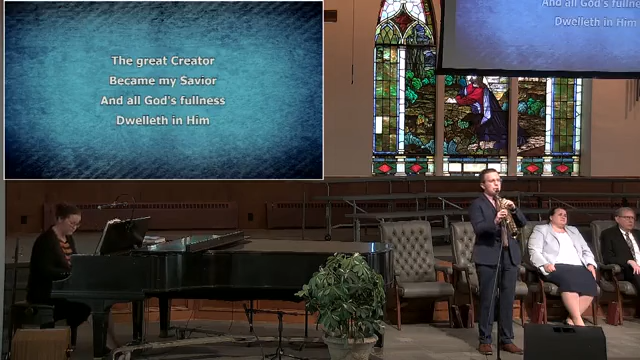 The great Creator
Became my Savior
And all God's fullness
Dwelleth in Him
And all God's fullness
Dwelleth in Him